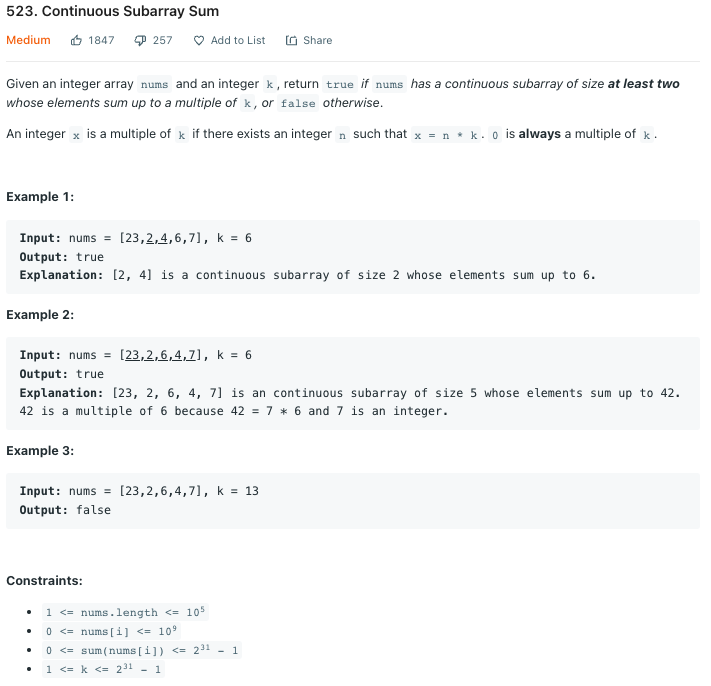 523. Continuous Subarray Sum
Medium 1847 257 Add to List Share
Given an integer array nums and an integer k, return true if nums has a continuous subarray of size at least two
whose elements sum up to a multiple of k, or false otherwise.
An integer x is a multiple of k if there exists an integer n such that x = n * k. 0 is always a multiple of k.
Example 1:
Input: nums = [23,2,4,6,7], k = 6
Output: true
Explanation: [2, 4] is a continuous subarray of size 2 whose elements sum up to 6.
Example 2:
Input: nums = [23,2,6,4,7], k = 6
Output: true
Explanation: [23, 2, 6, 4, 7] is an continuous subarray of size 5 whose elements sum up to 42.
42 is a multiple of 6 because 42 = 7 * 6 and 7 is an integer.
Example 3:
Input: nums = [23,2,6,4,7], k = 13
Output: false
Constraints:
• 1 <= nums.length <= 10⁵
• 0 <= nums[i] <= 10⁹
• 0 <= sum(nums[i]) <= 2³¹ - 1
• 1 <= k <= 2³¹ - 1